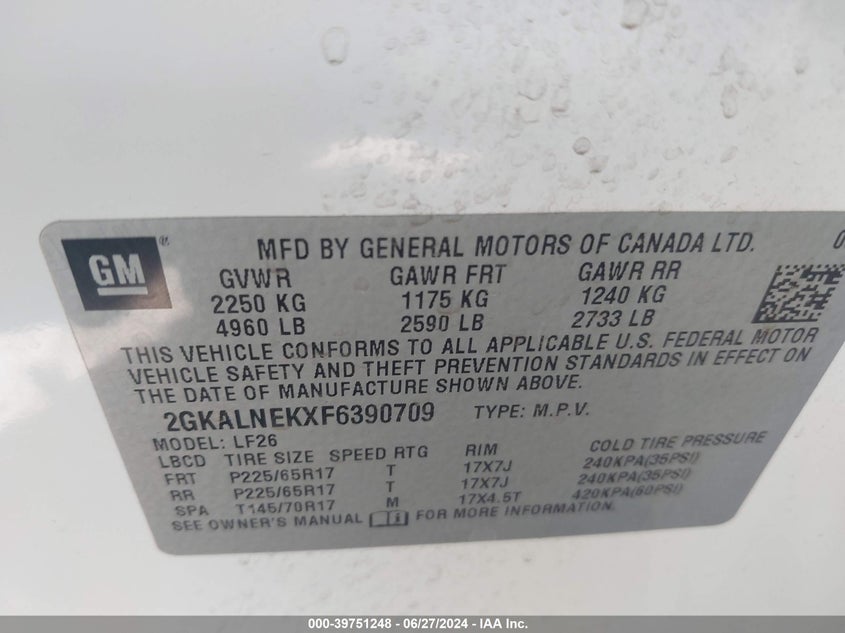 GM®
MFD BY GENERAL MOTORS OF CANADA LTD. 0
GVWR GAWR FRT GAWR RR
2250 KG 1175 KG 1240 KG
4960 LB 2590 LB 2733 LB
THIS VEHICLE CONFORMS TO ALL APPLICABLE U.S. FEDERAL MOTOR
VEHICLE SAFETY AND THEFT PREVENTION STANDARDS IN EFFECT ON
THE DATE OF MANUFACTURE SHOWN ABOVE.
2GKALNEKXF6390709 TYPE: M.P.V.
MODEL: LF26
LBCD TIRE SIZE SPEED RTG RIM COLD TIRE PRESSURE
FRT P225/65R17 T 17X7J 240KPA(35PSI)
RR P225/65R17 T 17X7J 240KPA(35PSI)
SPA T145/70R17 M 17X4.5T 420KPA(60PSI)
SEE OWNER'S MANUAL FOR MORE INFORMATION.
000-39751248 - 06/27/2024 - IAA Inc.